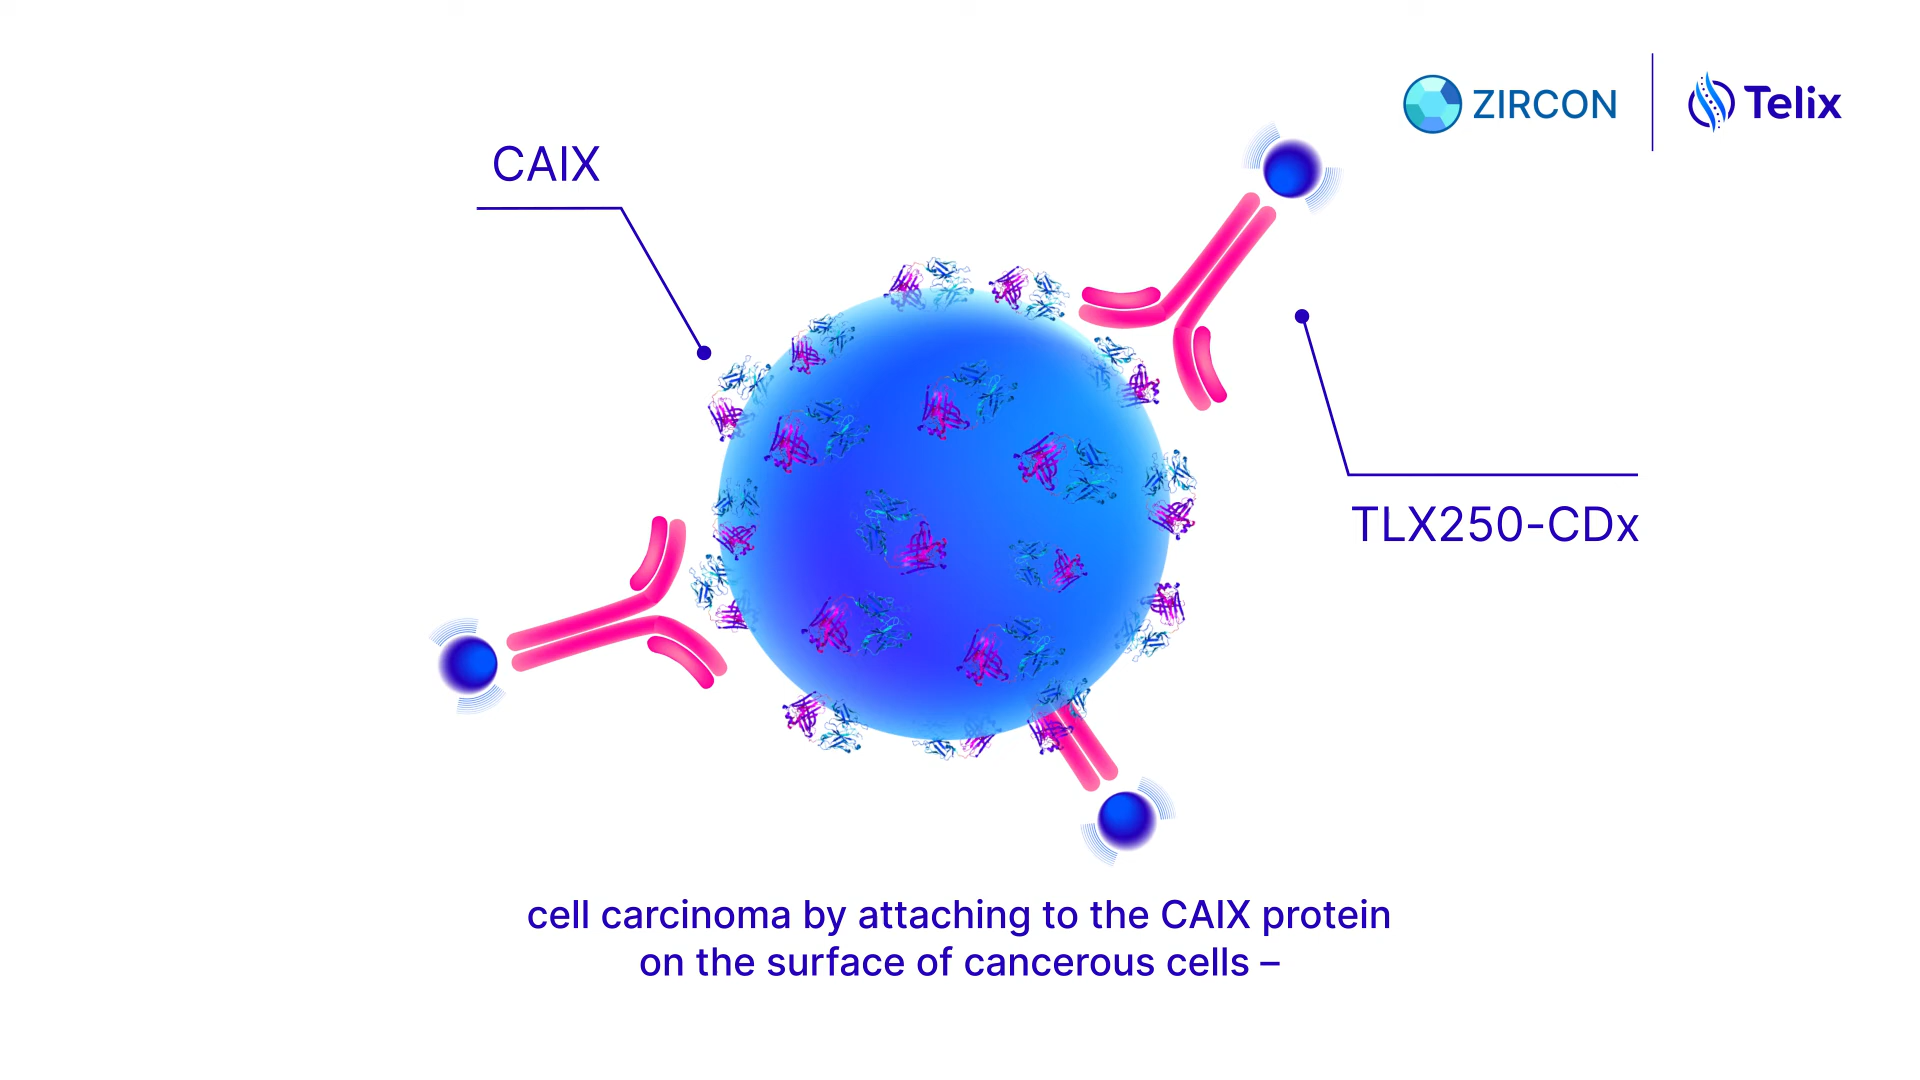 ZIRCON
Telix
CAIX
TLX250-CDx
cell carcinoma by attaching to the CAIX protein
on the surface of cancerous cells –